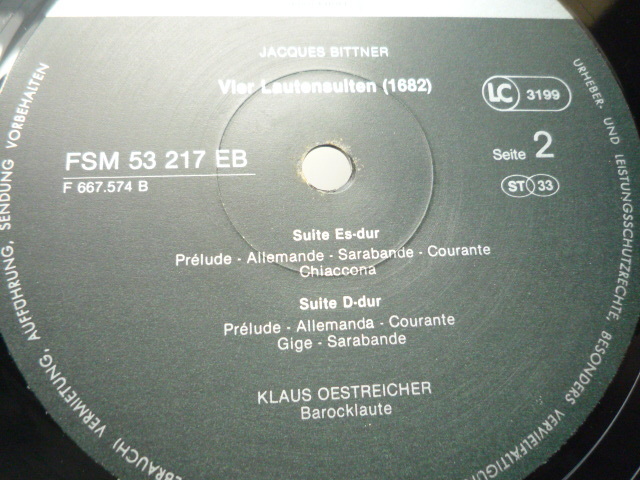 JACQUES BITTNER
Vier Lautensuiten (1682)
LC 3199
FSM 53 217 EB
F 667.574 B
Seite 2
ST 33
Suite Es-dur
Prélude - Allemande - Sarabande - Courante
Chiaccona
Suite D-dur
Prélude - Allemanda - Courante
Gige - Sarabande
KLAUS OESTREICHER
Barocklaute
URHEBER- UND LEISTUNGSSCHUTZRECHTE, BESONDERS VERVIELFÄLTIGUNG
EBRAUCH) VERMIETUNG, AUFFÜHRUNG, SENDUNG VORBEHALTEN